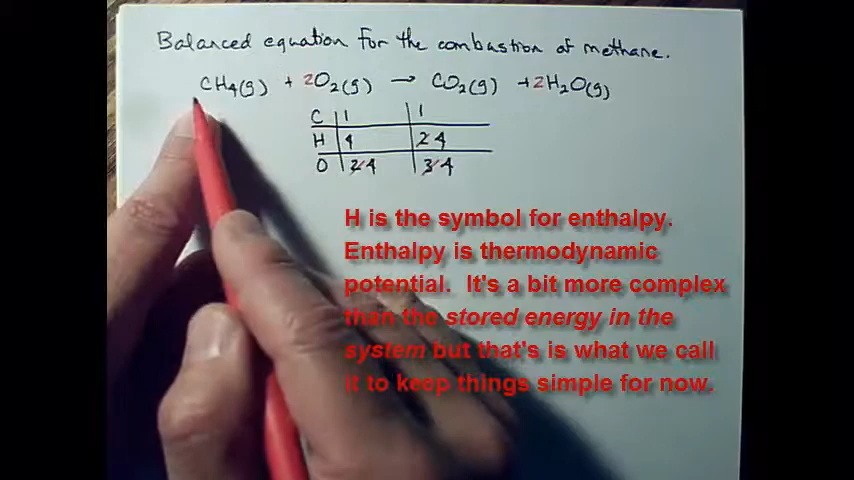 Balanced equation for the combustion of methane.
CH₄(g) + 2O₂(g) → CO₂(g) + 2H₂O(g)
C | 1 | 1
H | 4 | 2 4
O | 2 4 | 3 4
H is the symbol for enthalpy.
Enthalpy is thermodynamic
potential. It's a bit more complex
than the stored energy in the
system but that's is what we call
it to keep things simple for now.